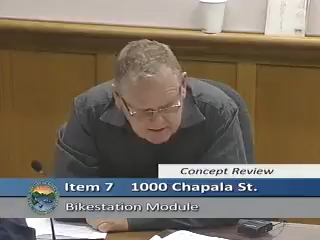 Concept Review
Item 7 1000 Chapala St.
Bikestation Module